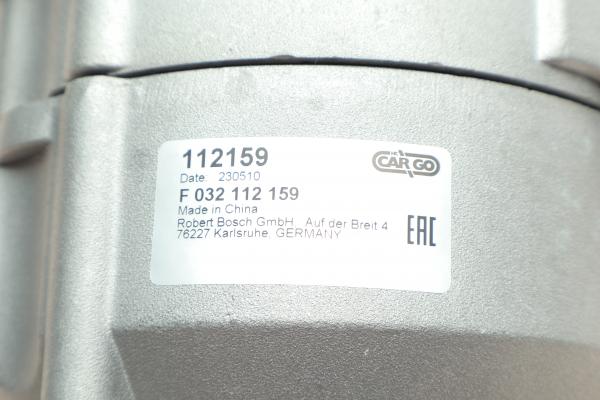 112159
HC CARGO
Date: 230510
F 032 112 159
Made in China
Robert Bosch GmbH, Auf der Breit 4
76227 Karlsruhe, GERMANY
EAC